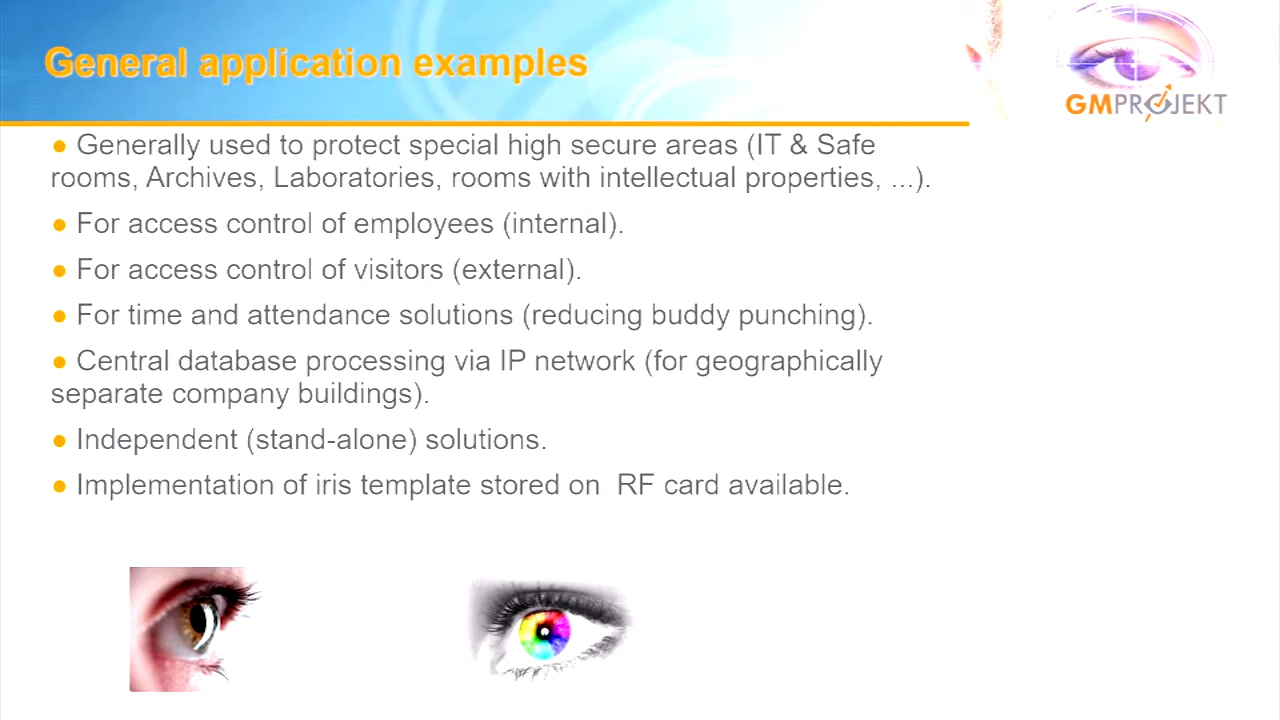 General application examples
GMPROJEKT
● Generally used to protect special high secure areas (IT & Safe
rooms, Archives, Laboratories, rooms with intellectual properties, ...).
● For access control of employees (internal).
● For access control of visitors (external).
● For time and attendance solutions (reducing buddy punching).
● Central database processing via IP network (for geographically
separate company buildings).
● Independent (stand-alone) solutions.
● Implementation of iris template stored on  RF card available.